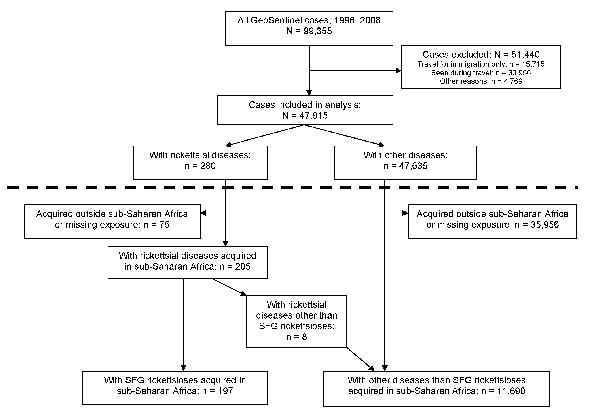 All GeoSentinel cases, 1996–2008
N = 99,355
Cases excluded: N = 51,440
Travel for immigration only: n = 15,715
Seen during travel: n = 30,956
Other reasons: n = 4,769
Cases included in analysis:
N = 47,915
With rickettsial diseases:
n = 280
With other diseases:
n = 47,635
Acquired outside sub-Saharan Africa
or missing exposure: n = 75
Acquired outside sub-Saharan Africa
or missing exposure: n = 35,953
With rickettsial diseases acquired
in sub-Saharan Africa: n = 205
With rickettsial
diseases other than
SFG rickettsioses:
n = 8
With SFG rickettsioses acquired in
sub-Saharan Africa: n = 197
With other diseases than SFG rickettsioses
acquired in sub-Saharan Africa: n = 11,690